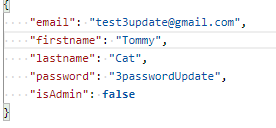 {
"email": "test3update@gmail.com",
"firstname": "Tommy",
"lastname": "Cat",
"password": "3passwordUpdate",
"isAdmin": false
}